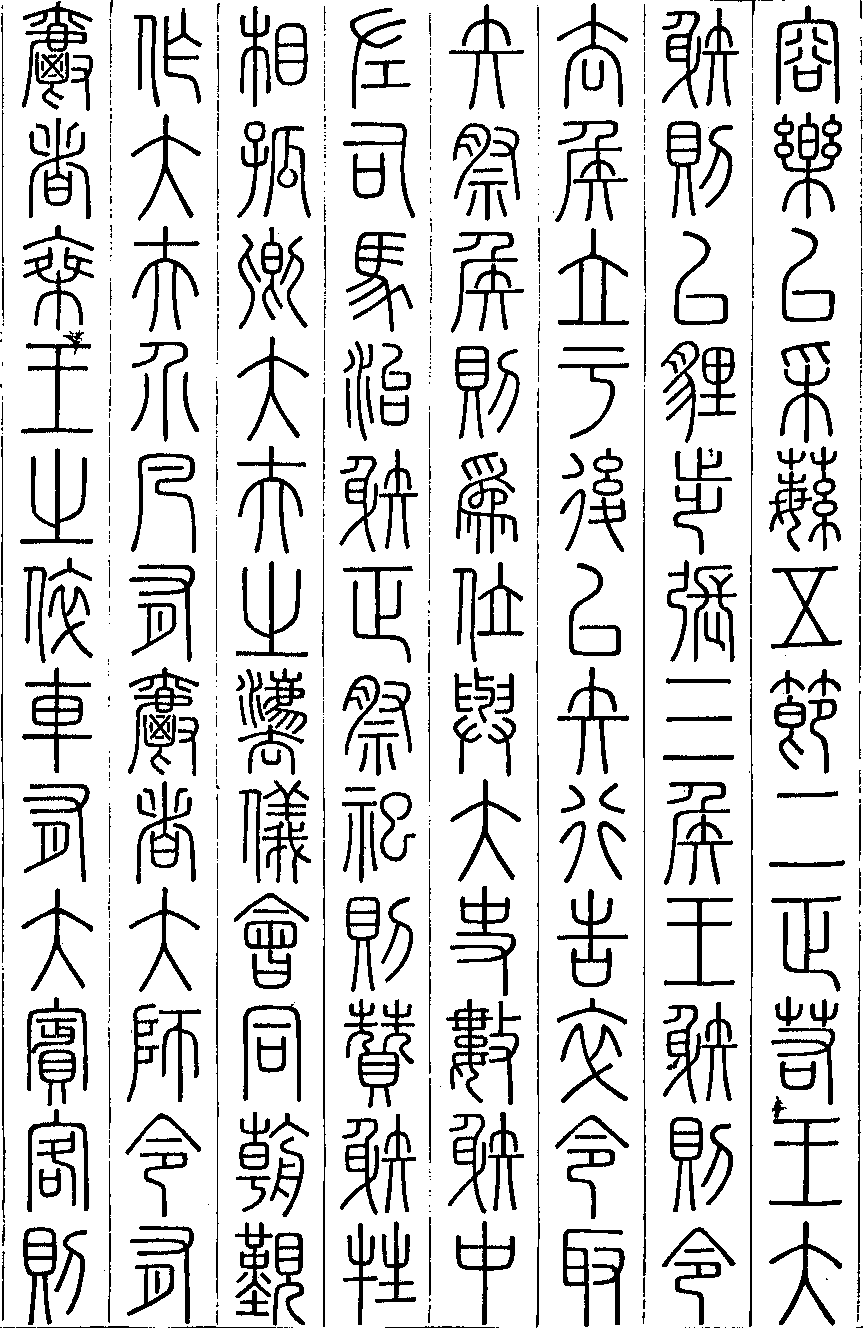 容樂以采蘩五節二正若王大
射則以貍步張三侯王射則令
去侯立于後以矢行告卒令取
矢祭侯則爲位與大史數射中
左司馬治射正祭祀則贊射牲
相孤卿大夫之灋儀會同朝覲
作大夫介凡有爵者大師令有
爵者乘王之倅車有大賓客則